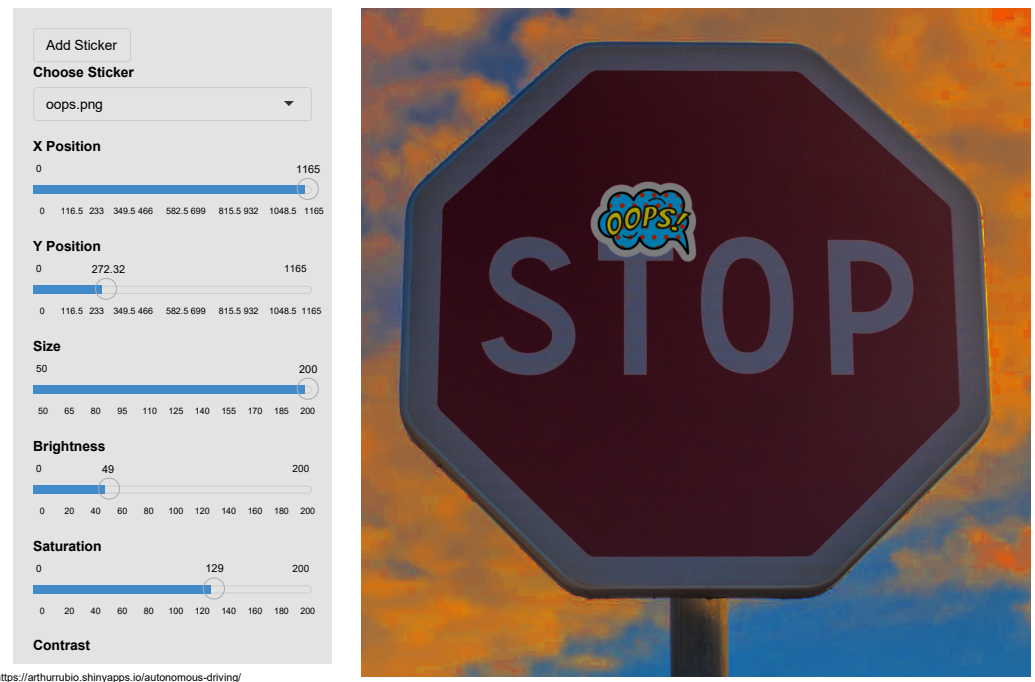 Add Sticker
Choose Sticker
oops.png
X Position
0 1165
0 116.5 233 349.5 466 582.5 699 815.5 932 1048.5 1165
Y Position
0 272.32 1165
0 116.5 233 349.5 466 582.5 699 815.5 932 1048.5 1165
Size
50 200
50 65 80 95 110 125 140 155 170 185 200
Brightness
0 49 200
0 20 40 60 80 100 120 140 160 180 200
Saturation
0 129 200
0 20 40 60 80 100 120 140 160 180 200
Contrast
ttps://arthurrubio.shinyapps.io/autonomous-driving/
OOPS!
STOP